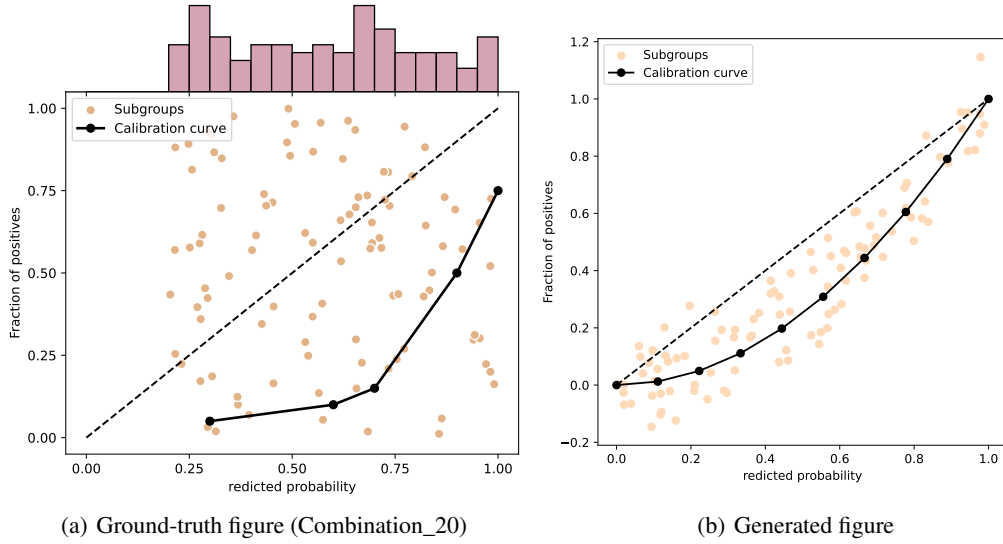 Subgroups
Calibration curve
1.00
0.75
0.50
0.25
0.00
Fraction of positives
0.00 0.25 0.50 0.75 1.00
redicted probability
(a) Ground-truth figure (Combination_20)
Subgroups
Calibration curve
1.2
1.0
0.8
0.6
0.4
0.2
0.0
−0.2
Fraction of positives
0.0 0.2 0.4 0.6 0.8 1.0
redicted probability
(b) Generated figure